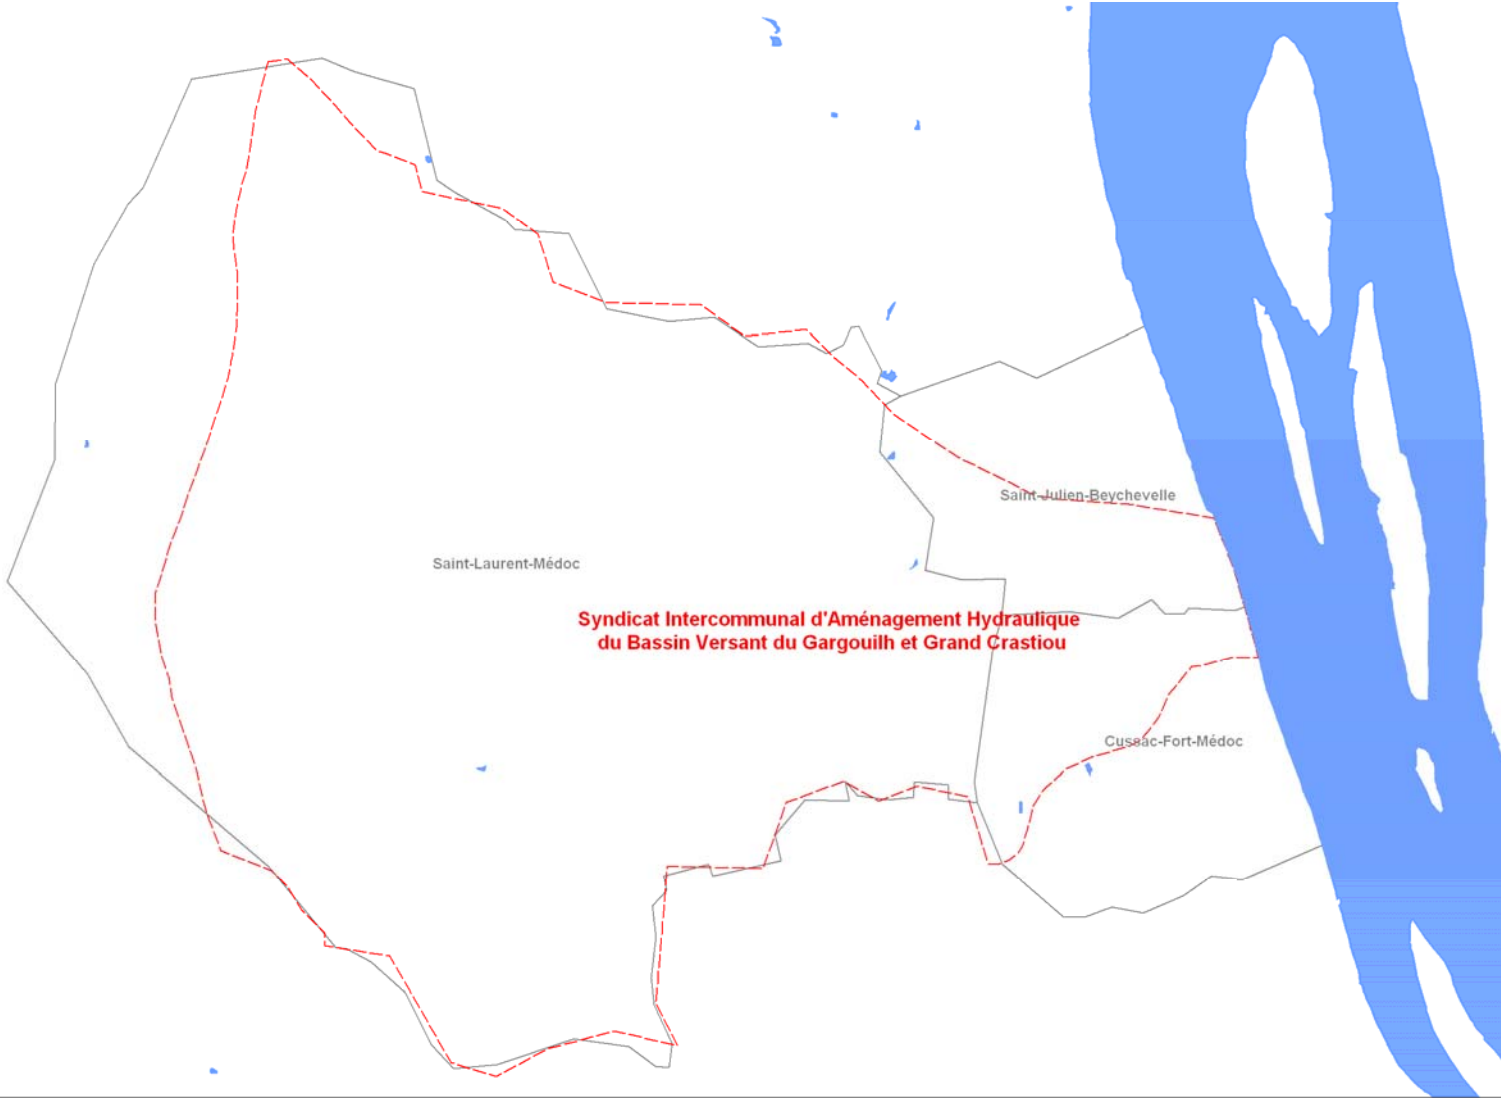 Saint-Julien-Beychevelle
Saint-Laurent-Médoc
Syndicat Intercommunal d'Aménagement Hydraulique
du Bassin Versant du Gargouilh et Grand Crastiou
Cussac-Fort-Médoc